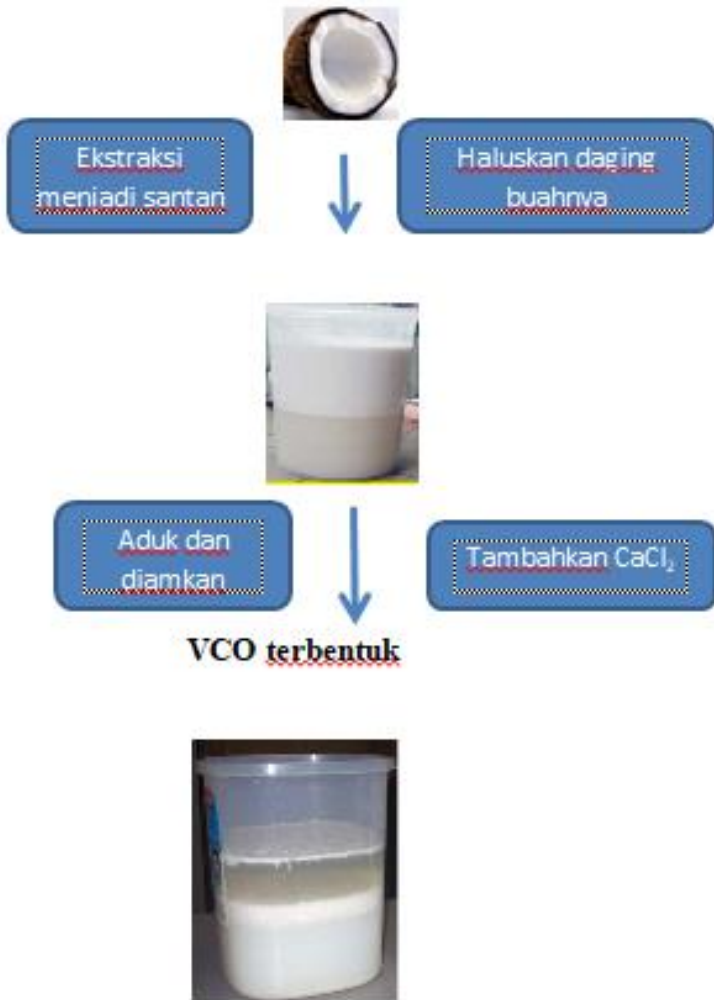 Ekstraksi
menjadi santan
Haluskan daging
buahnya
Aduk dan
diamkan
Tambahkan CaCl₂
VCO terbentuk